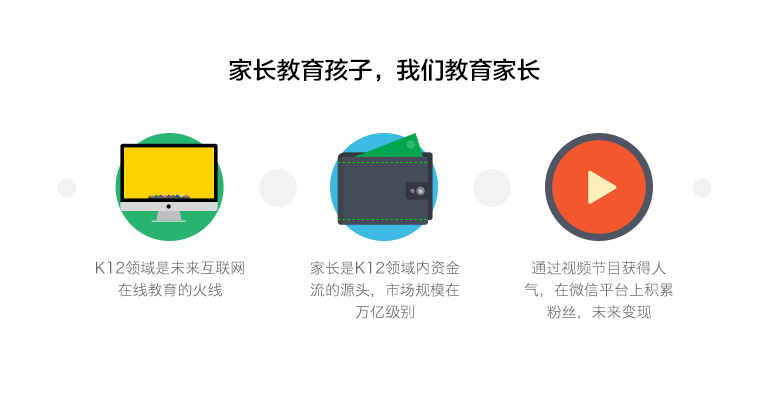 家长教育孩子，我们教育家长
K12领域是未来互联网
在线教育的火线
家长是K12领域内资金
流的源头，市场规模在
万亿级别
通过视频节目获得人
气，在微信平台上积累
粉丝，未来变现